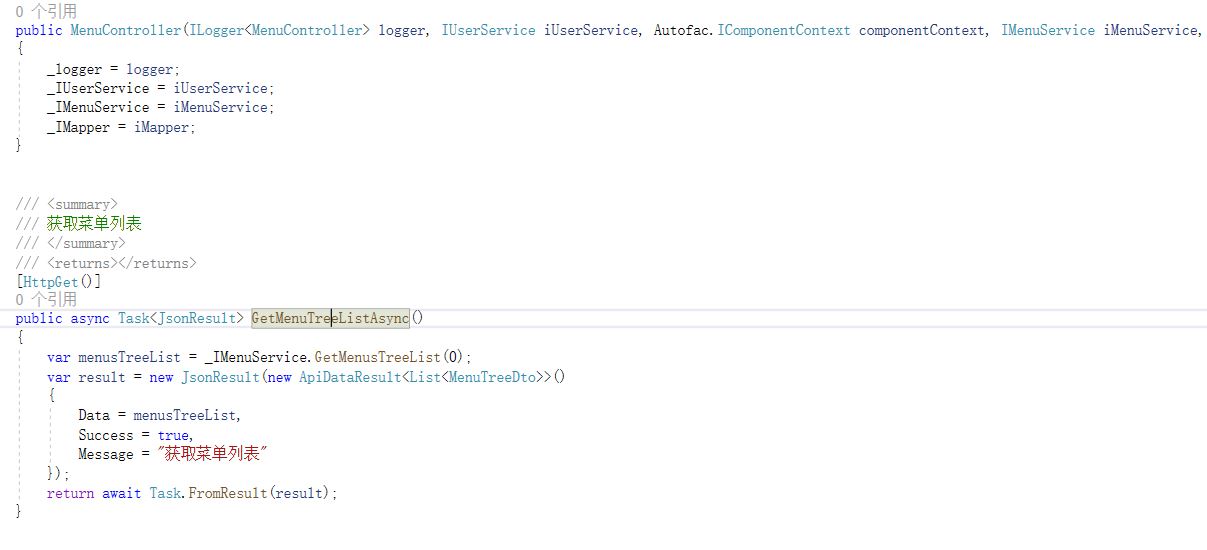 0 个引用
public MenuController(ILogger<MenuController> logger, IUserService iUserService, Autofac.IComponentContext componentContext, IMenuService iMenuService,
{
_logger = logger;
_IUserService = iUserService;
_IMenuService = iMenuService;
_IMapper = iMapper;
}
/// <summary>
/// 获取菜单列表
/// </summary>
/// <returns></returns>
[HttpGet()]
0 个引用
public async Task<JsonResult> GetMenuTreeListAsync()
{
var menusTreeList = _IMenuService.GetMenusTreeList(0);
var result = new JsonResult(new ApiDataResult<List<MenuTreeDto>>()
{
Data = menusTreeList,
Success = true,
Message = "获取菜单列表"
});
return await Task.FromResult(result);
}